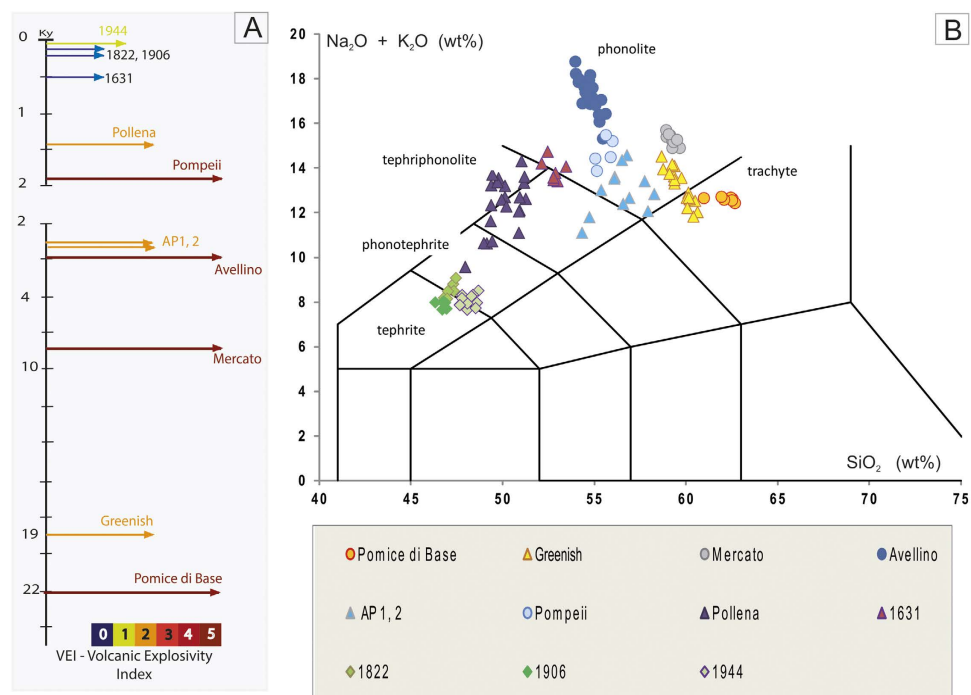 A
0
Ky
1944
1822, 1906
1631
1
Pollena
Pompeii
2
2
AP1, 2
Avellino
4
Mercato
10
Greenish
19
Pomice di Base
22
0 1 2 3 4 5
VEI - Volcanic Explosivity
Index
B
Na₂O + K₂O (wt%)
20
18
16
14
12
10
8
6
4
2
0
phonolite
tephriphonolite
trachyte
phonotephrite
tephrite
SiO₂ (wt%)
40 45 50 55 60 65 70 75
Pomice di Base Greenish Mercato Avellino
AP1, 2 Pompeii Pollena 1631
1822 1906 1944